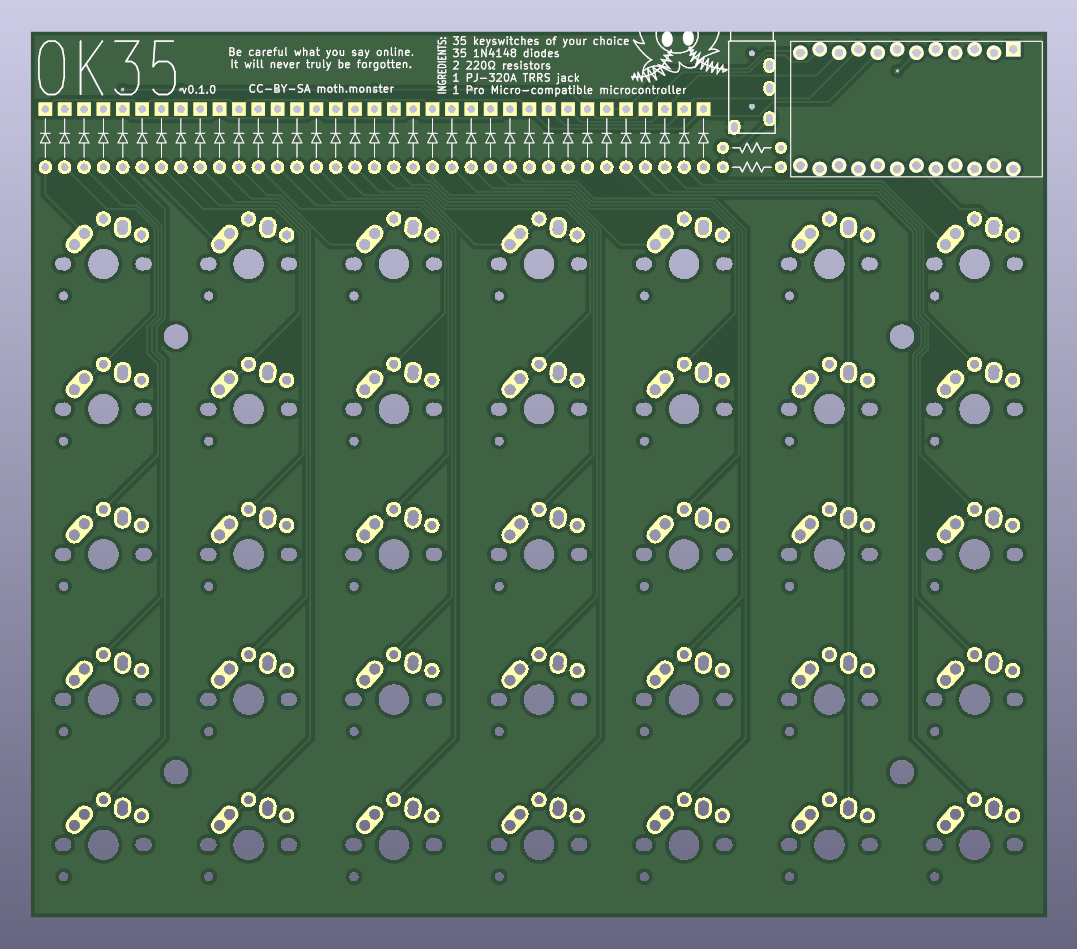 OK35
v0.1.0
Be careful what you say online.
It will never truly be forgotten.
CC-BY-SA moth.monster
INGREDIENTS:
35 keyswitches of your choice
35 1N4148 diodes
2 220Ω resistors
1 PJ-320A TRRS jack
1 Pro Micro-compatible microcontroller